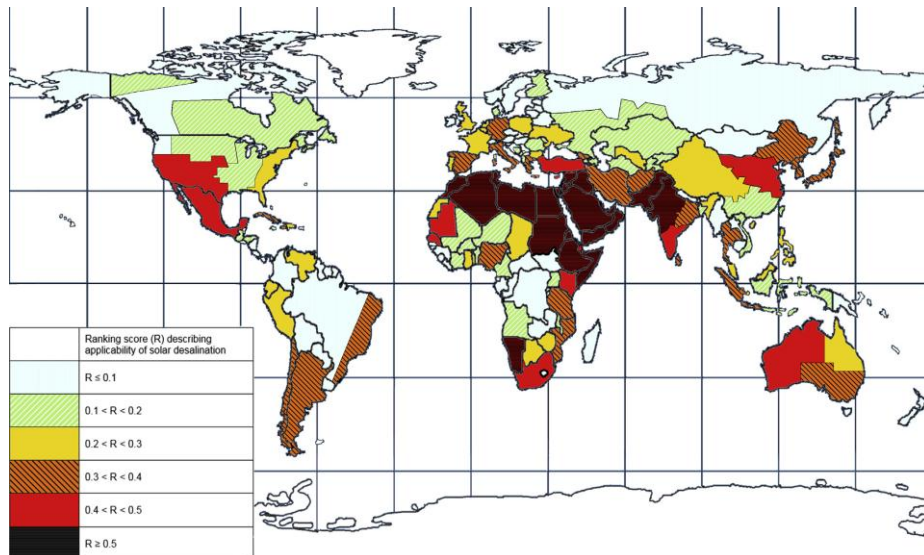 Ranking score (R) describing
applicability of solar desalination
R ≤ 0.1
0.1 < R < 0.2
0.2 < R < 0.3
0.3 < R < 0.4
0.4 < R < 0.5
R ≥ 0.5